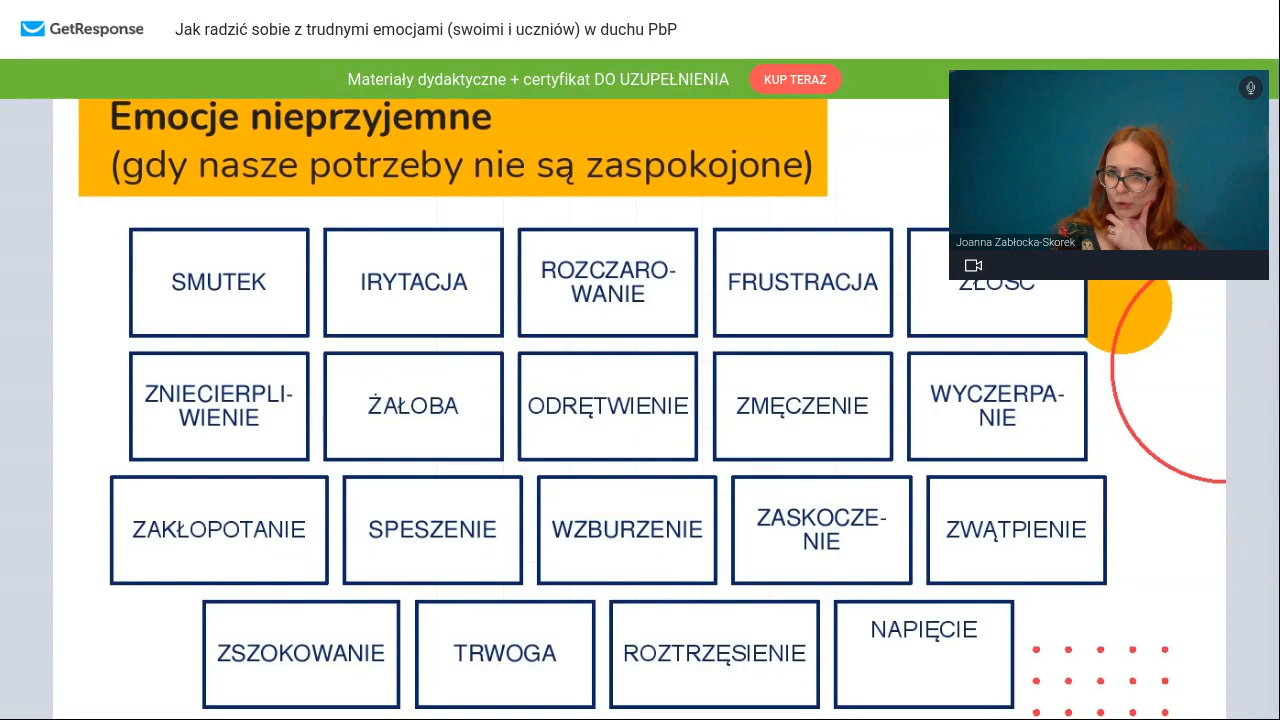 GetResponse
Jak radzić sobie z trudnymi emocjami (swoimi i uczniów) w duchu PbP
Materiały dydaktyczne + certyfikat DO UZUPEŁNIENIA
KUP TERAZ
Emocje nieprzyjemne
(gdy nasze potrzeby nie są zaspokojone)
Joanna Zabłocka-Skorek
SMUTEK
IRYTACJA
ROZCZARO-
WANIE
FRUSTRACJA
ZŁOŚĆ
ZNIECIERPLI-
WIENIE
ŻAŁOBA
ODRĘTWIENIE
ZMĘCZENIE
WYCZERPA-
NIE
ZAKŁOPOTANIE
SPESZENIE
WZBURZENIE
ZASKOCZE-
NIE
ZWĄTPIENIE
ZSZOKOWANIE
TRWOGA
ROZTRZĘSIENIE
NAPIĘCIE